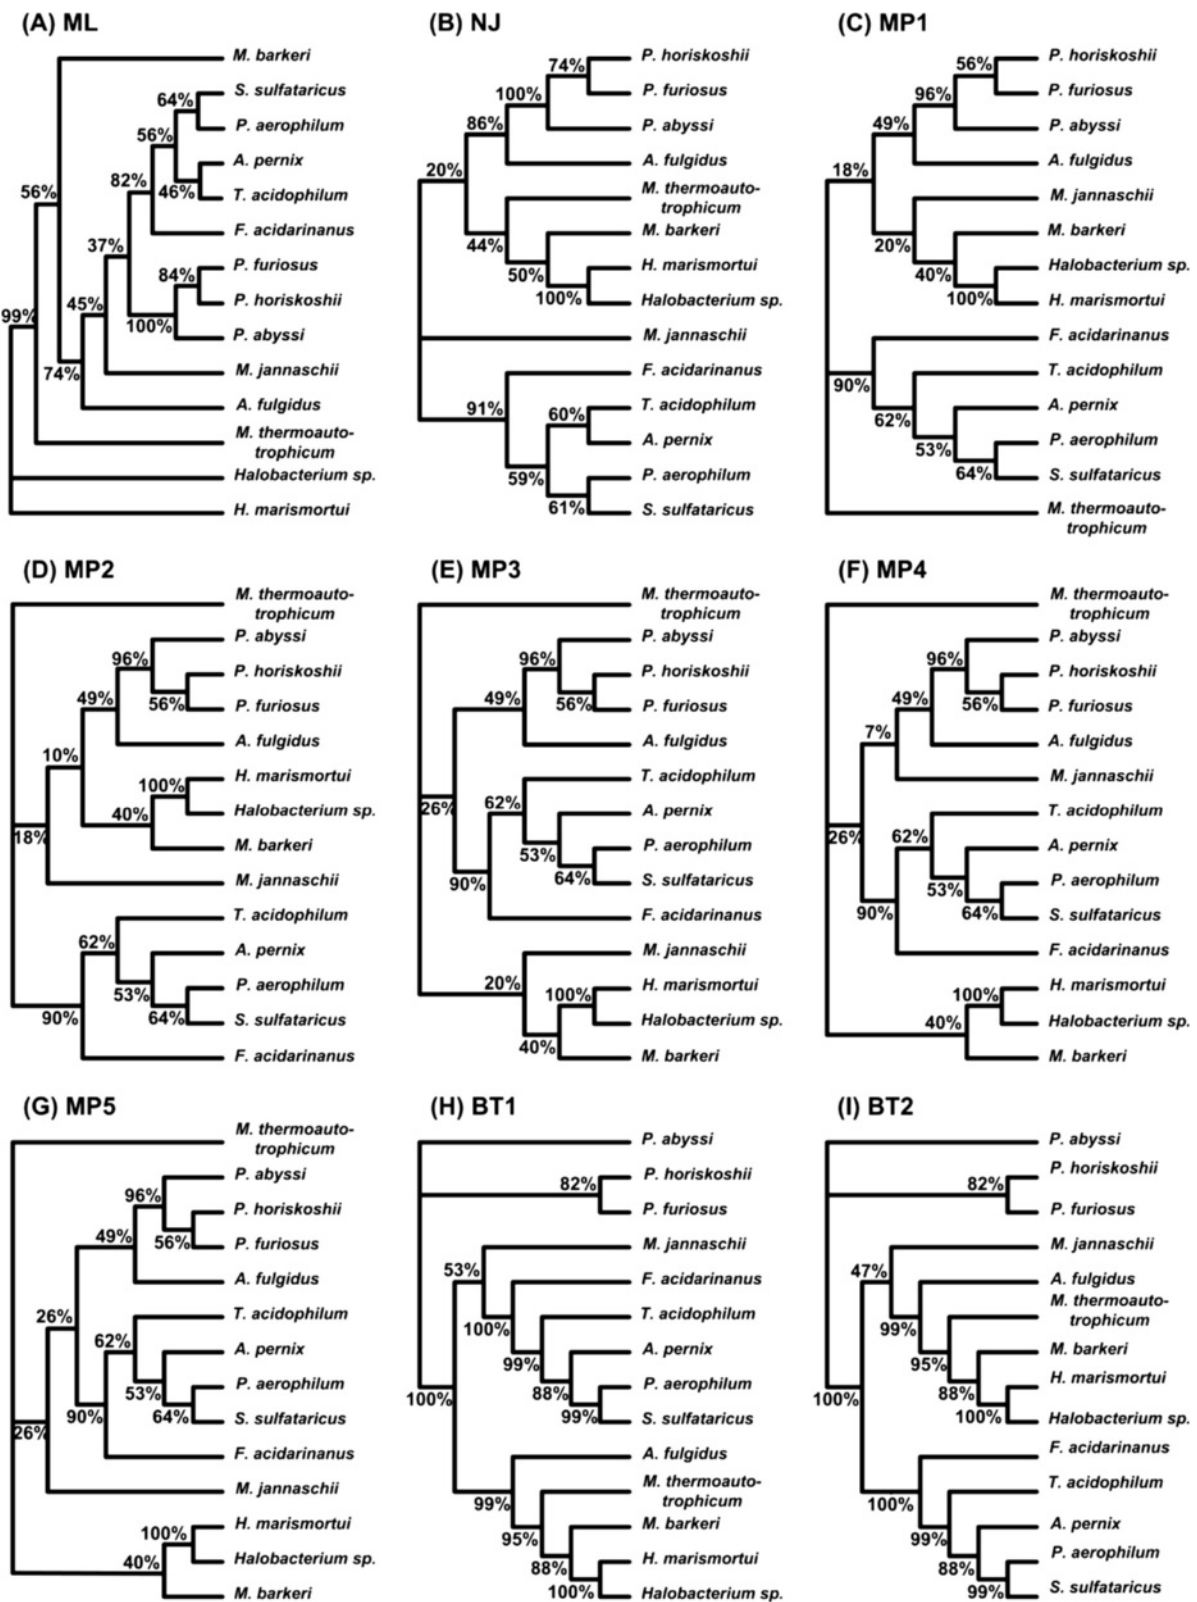 (A) ML
M. barkeri
S. sulfataricus
64%
P. aerophilum
56%
A. pernix
82%
46%
T. acidophilum
56%
F. acidarinanus
37%
P. furiosus
84%
P. horiskoshii
45%
99%
100%
P. abyssi
74%
M. jannaschii
A. fulgidus
M. thermoauto-
trophicum
Halobacterium sp.
H. marismortui
(B) NJ
P. horiskoshii
74%
P. furiosus
100%
P. abyssi
86%
A. fulgidus
20%
M. thermoauto-
trophicum
M. barkeri
44%
H. marismortui
50%
100%
Halobacterium sp.
M. jannaschii
F. acidarinanus
91%
60%
T. acidophilum
A. pernix
P. aerophilum
59%
61%
S. sulfataricus
(C) MP1
P. horiskoshii
56%
P. furiosus
96%
P. abyssi
49%
A. fulgidus
18%
M. jannaschii
M. barkeri
20%
Halobacterium sp.
40%
100%
H. marismortui
F. acidarinanus
T. acidophilum
90%
A. pernix
62%
P. aerophilum
53%
64%
S. sulfataricus
M. thermoauto-
trophicum
(D) MP2
M. thermoauto-
trophicum
P. abyssi
96%
P. horiskoshii
49%
56%
P. furiosus
A. fulgidus
10%
H. marismortui
100%
Halobacterium sp.
40%
18%
M. barkeri
M. jannaschii
T. acidophilum
62%
A. pernix
P. aerophilum
53%
90%
64%
S. sulfataricus
F. acidarinanus
(E) MP3
M. thermoauto-
trophicum
P. abyssi
96%
P. horiskoshii
49%
56%
P. furiosus
A. fulgidus
T. acidophilum
26%
62%
A. pernix
P. aerophilum
53%
90%
64%
S. sulfataricus
F. acidarinanus
M. jannaschii
20%
H. marismortui
100%
Halobacterium sp.
40%
M. barkeri
(F) MP4
M. thermoauto-
trophicum
P. abyssi
96%
P. horiskoshii
49%
56%
P. furiosus
7%
A. fulgidus
M. jannaschii
T. acidophilum
26%
62%
A. pernix
P. aerophilum
53%
90%
64%
S. sulfataricus
F. acidarinanus
H. marismortui
100%
Halobacterium sp.
40%
M. barkeri
(G) MP5
M. thermoauto-
trophicum
P. abyssi
96%
P. horiskoshii
49%
56%
P. furiosus
A. fulgidus
26%
T. acidophilum
62%
A. pernix
P. aerophilum
53%
90%
64%
S. sulfataricus
26%
F. acidarinanus
M. jannaschii
H. marismortui
100%
Halobacterium sp.
40%
M. barkeri
(H) BT1
P. abyssi
P. horiskoshii
82%
P. furiosus
M. jannaschii
53%
F. acidarinanus
T. acidophilum
100%
A. pernix
99%
P. aerophilum
88%
100%
99%
S. sulfataricus
A. fulgidus
M. thermoauto-
trophicum
99%
M. barkeri
95%
H. marismortui
88%
100%
Halobacterium sp.
(I) BT2
P. abyssi
P. horiskoshii
82%
P. furiosus
M. jannaschii
47%
A. fulgidus
M. thermoauto-
trophicum
99%
M. barkeri
95%
H. marismortui
88%
100%
100%
Halobacterium sp.
F. acidarinanus
T. acidophilum
100%
A. pernix
99%
P. aerophilum
88%
99%
S. sulfataricus